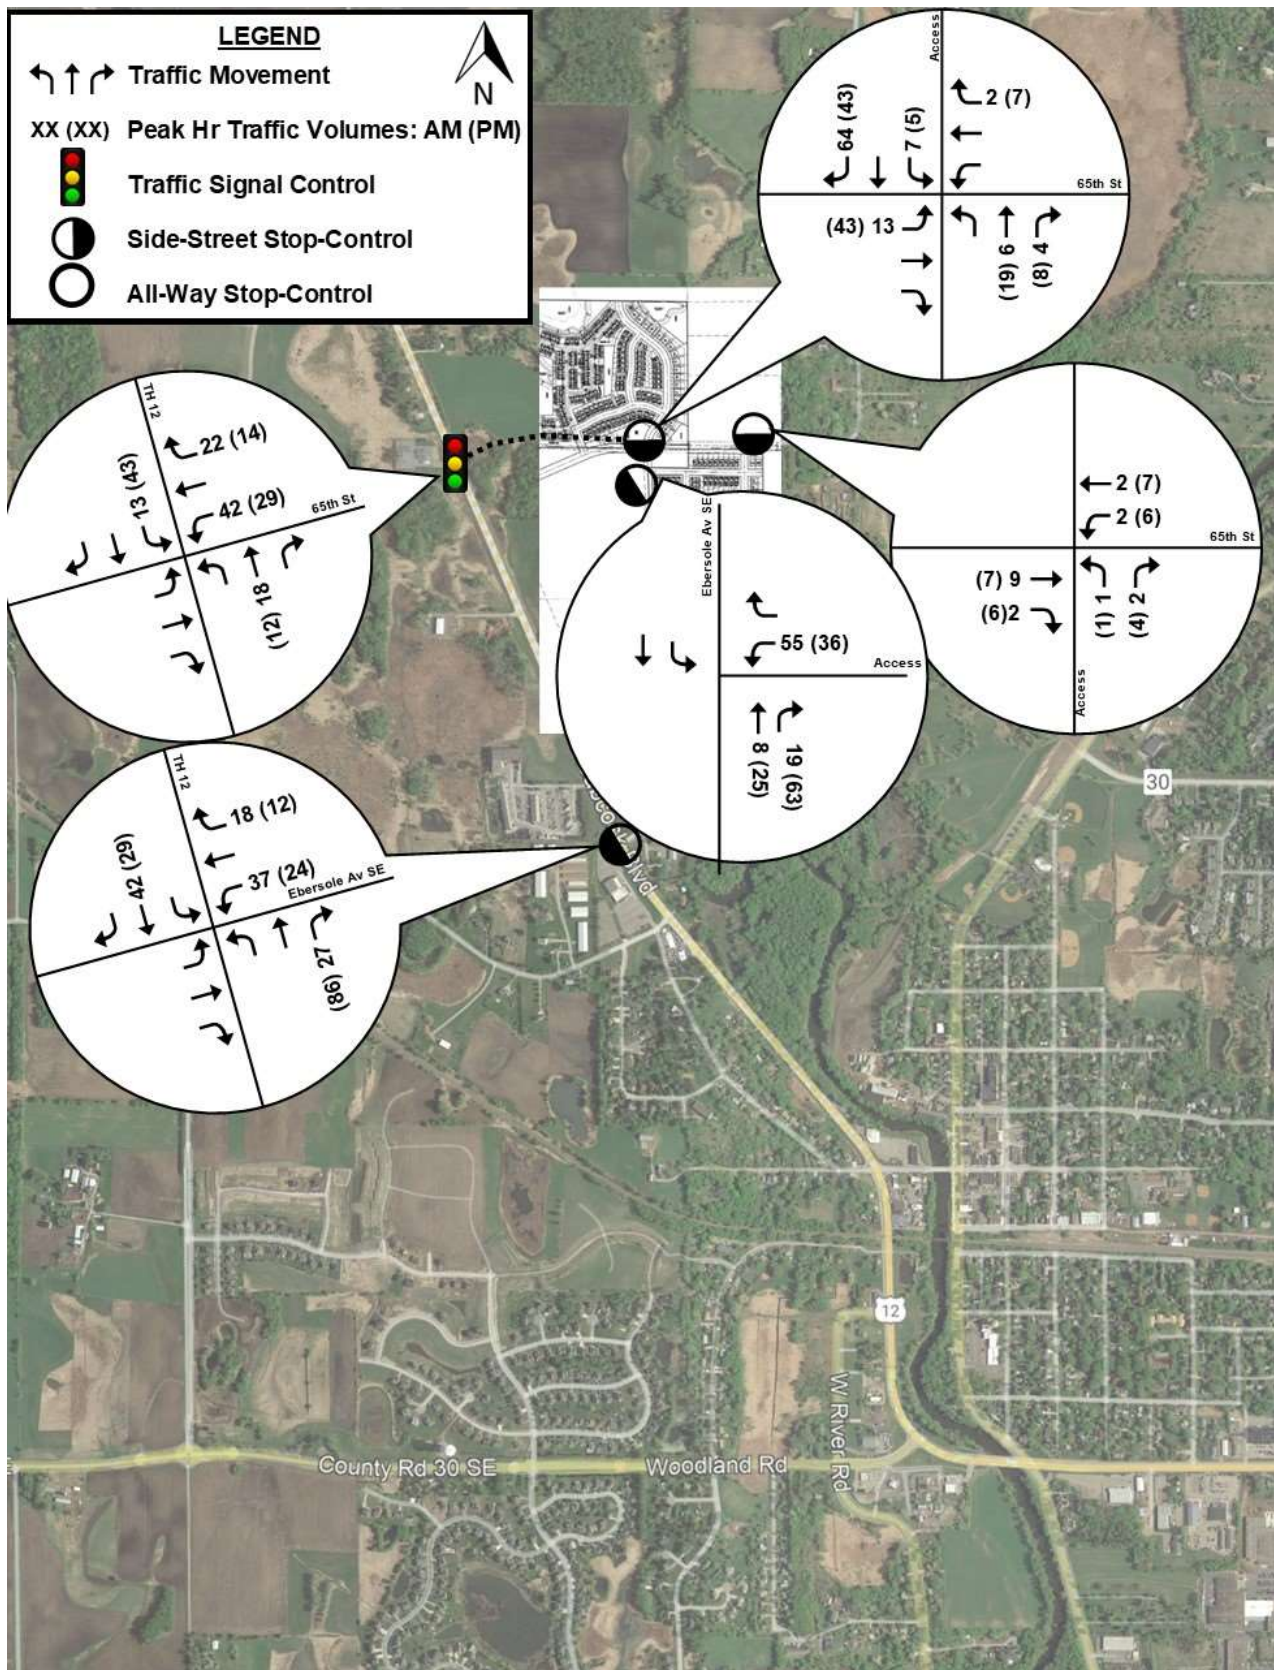 LEGEND
Traffic Movement
N
XX (XX) Peak Hr Traffic Volumes: AM (PM)
Traffic Signal Control
Side-Street Stop-Control
All-Way Stop-Control
Access
2 (7)
64 (43)
7 (5)
65th St
(43) 13
(19) 6
(8) 4
TH 12
22 (14)
13 (43)
42 (29)
65th St
(12) 18
2 (7)
2 (6)
65th St
(7) 9
(6)2
(1) 1
(4) 2
Access
Ebersole Av SE
55 (36)
Access
8 (25)
19 (63)
30
TH 12
18 (12)
42 (29)
37 (24)
Ebersole Av SE
(86) 27
Blvd
12
W River Rd
County Rd 30 SE
Woodland Rd